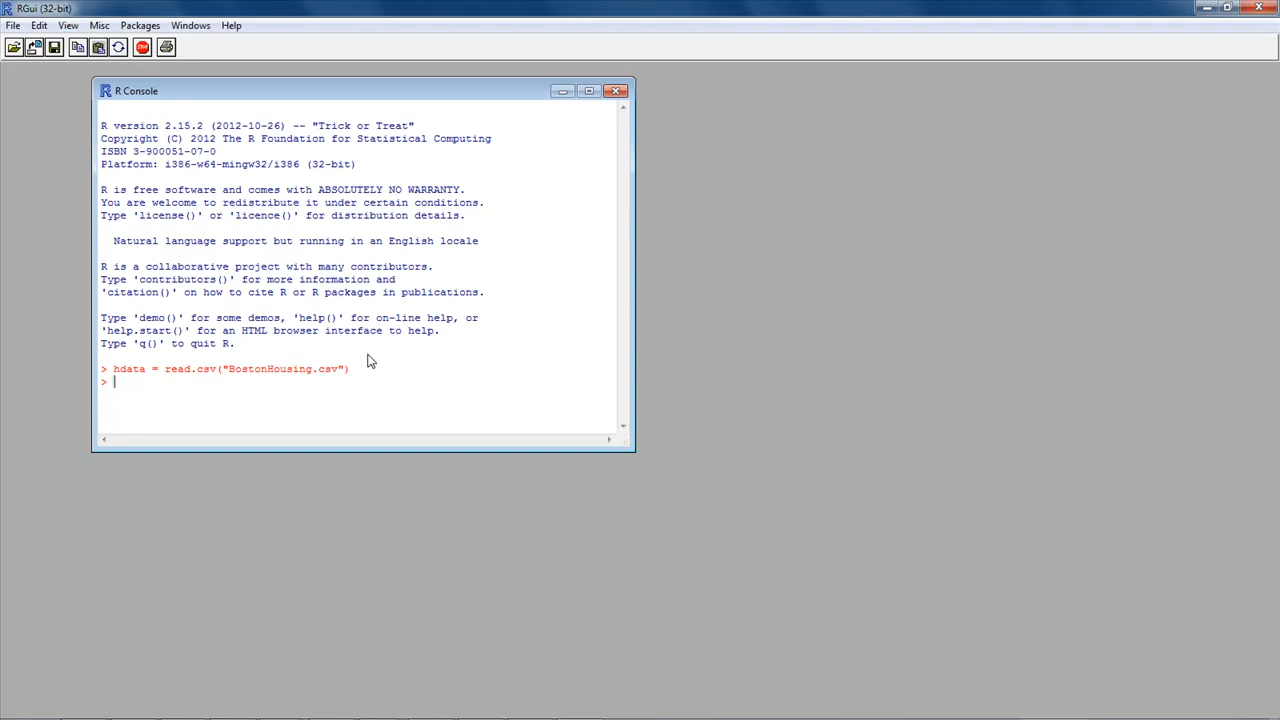 RGui (32-bit)
File Edit View Misc Packages Windows Help
STOP
R Console
R version 2.15.2 (2012-10-26) -- "Trick or Treat"
Copyright (C) 2012 The R Foundation for Statistical Computing
ISBN 3-900051-07-0
Platform: i386-w64-mingw32/i386 (32-bit)
R is free software and comes with ABSOLUTELY NO WARRANTY.
You are welcome to redistribute it under certain conditions.
Type 'license()' or 'licence()' for distribution details.
Natural language support but running in an English locale
R is a collaborative project with many contributors.
Type 'contributors()' for more information and
'citation()' on how to cite R or R packages in publications.
Type 'demo()' for some demos, 'help()' for on-line help, or
'help.start()' for an HTML browser interface to help.
Type 'q()' to quit R.
> hdata = read.csv("BostonHousing.csv")
>